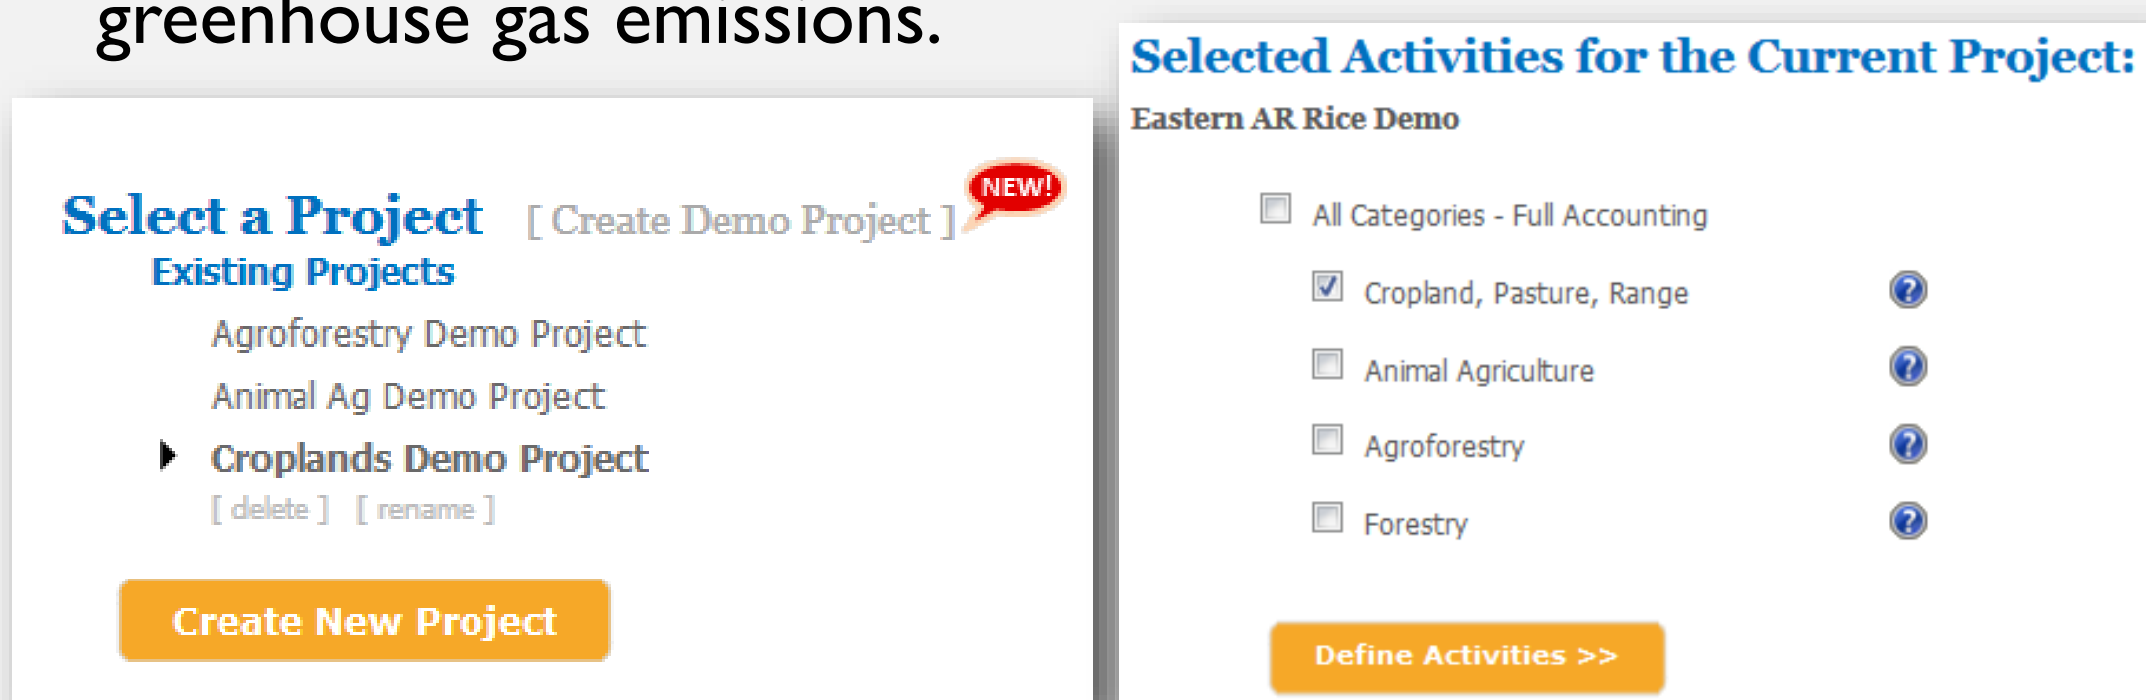 greenhouse gas emissions.
Select a Project [ Create Demo Project ] NEW!
Existing Projects
Agroforestry Demo Project
Animal Ag Demo Project
Croplands Demo Project
[ delete ] [ rename ]
Create New Project
Selected Activities for the Current Project:
Eastern AR Rice Demo
All Categories - Full Accounting
Cropland, Pasture, Range ?
Animal Agriculture ?
Agroforestry ?
Forestry ?
Define Activities >>